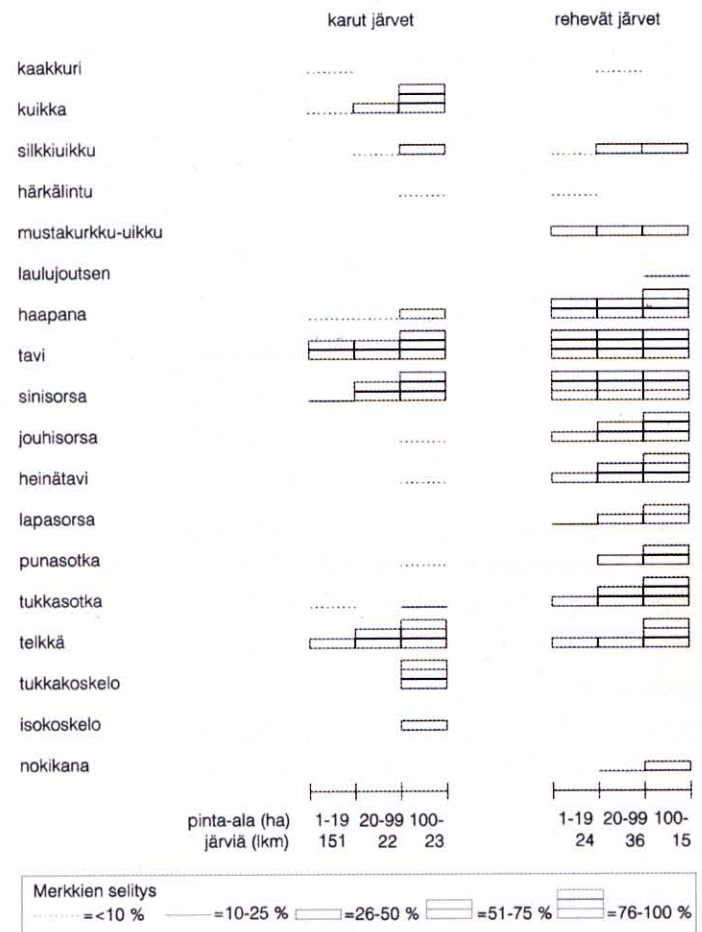 karut järvet rehevät järvet
kaakkuri
kuikka
silkkiuikku
härkälintu
mustakurkku-uikku
laulujoutsen
haapana
tavi
sinisorsa
jouhisorsa
heinätavi
lapasorsa
punasotka
tukkasotka
telkkä
tukkakoskelo
isokoskelo
nokikana
pinta-ala (ha) 1-19 20-99 100- 1-19 20-99 100-
järviä (lkm) 151 22 23 24 36 15
Merkkien selitys
=<10 % =10-25 % =26-50 % =51-75 % =76-100 %